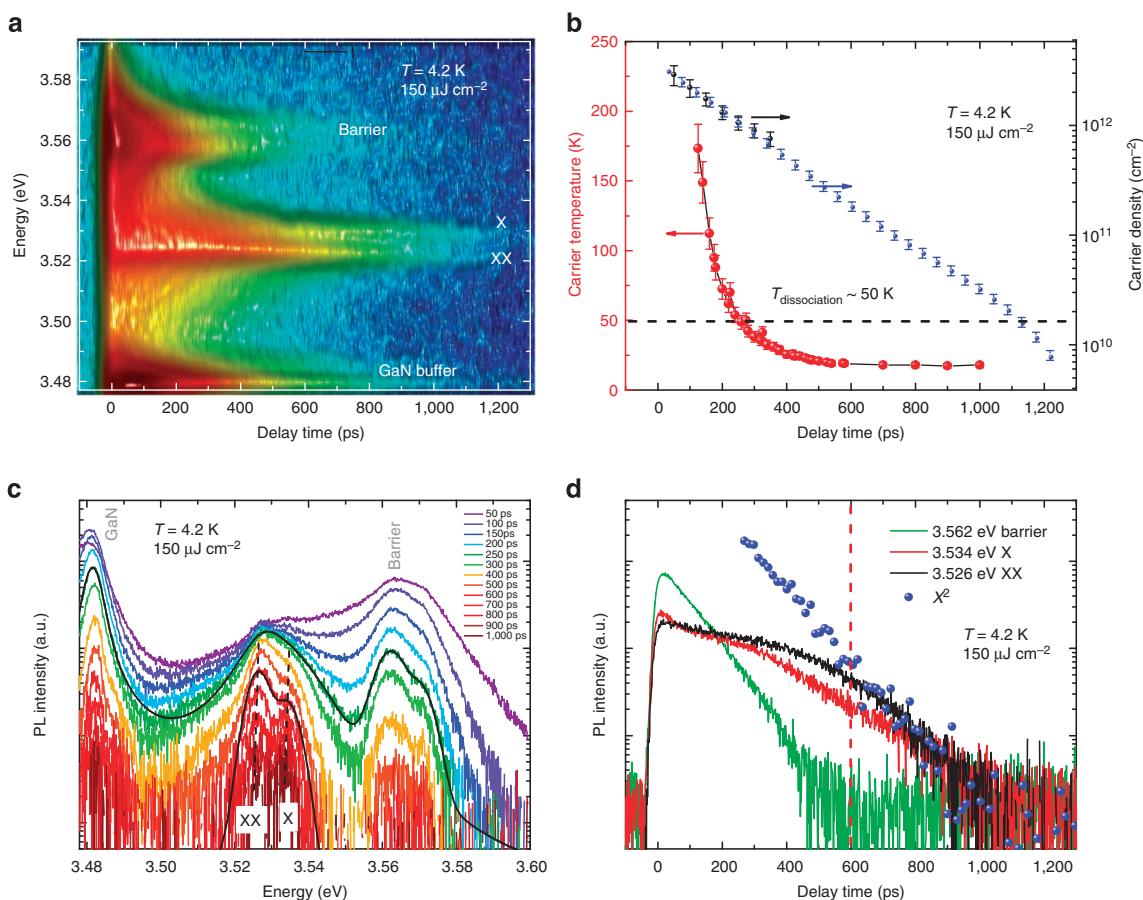 a
T = 4.2 K
150 μJ cm⁻²
Barrier
X
XX
GaN buffer
3.58
3.56
3.54
3.52
3.50
3.48
Energy (eV)
0 200 400 600 800 1,000 1,200
Delay time (ps)
b
250
225
200
175
150
125
100
75
50
25
0
Carrier temperature (K)
T = 4.2 K
150 μJ cm⁻²
T dissociation ~ 50 K
10¹²
10¹¹
10¹⁰
Carrier density (cm⁻²)
0 200 400 600 800 1,000 1,200
Delay time (ps)
c
GaN
T = 4.2 K
150 μJ cm⁻²
Barrier
50 ps
100 ps
150ps
200 ps
250 ps
300 ps
400 ps
500 ps
600 ps
700 ps
800 ps
900 ps
1,000 ps
XX
X
PL intensity (a.u.)
3.48 3.50 3.52 3.54 3.56 3.58 3.60
Energy (eV)
d
3.562 eV barrier
3.534 eV X
3.526 eV XX
X²
T = 4.2 K
150 μJ cm⁻²
PL intensity (a.u.)
0 200 400 600 800 1,000 1,200
Delay time (ps)